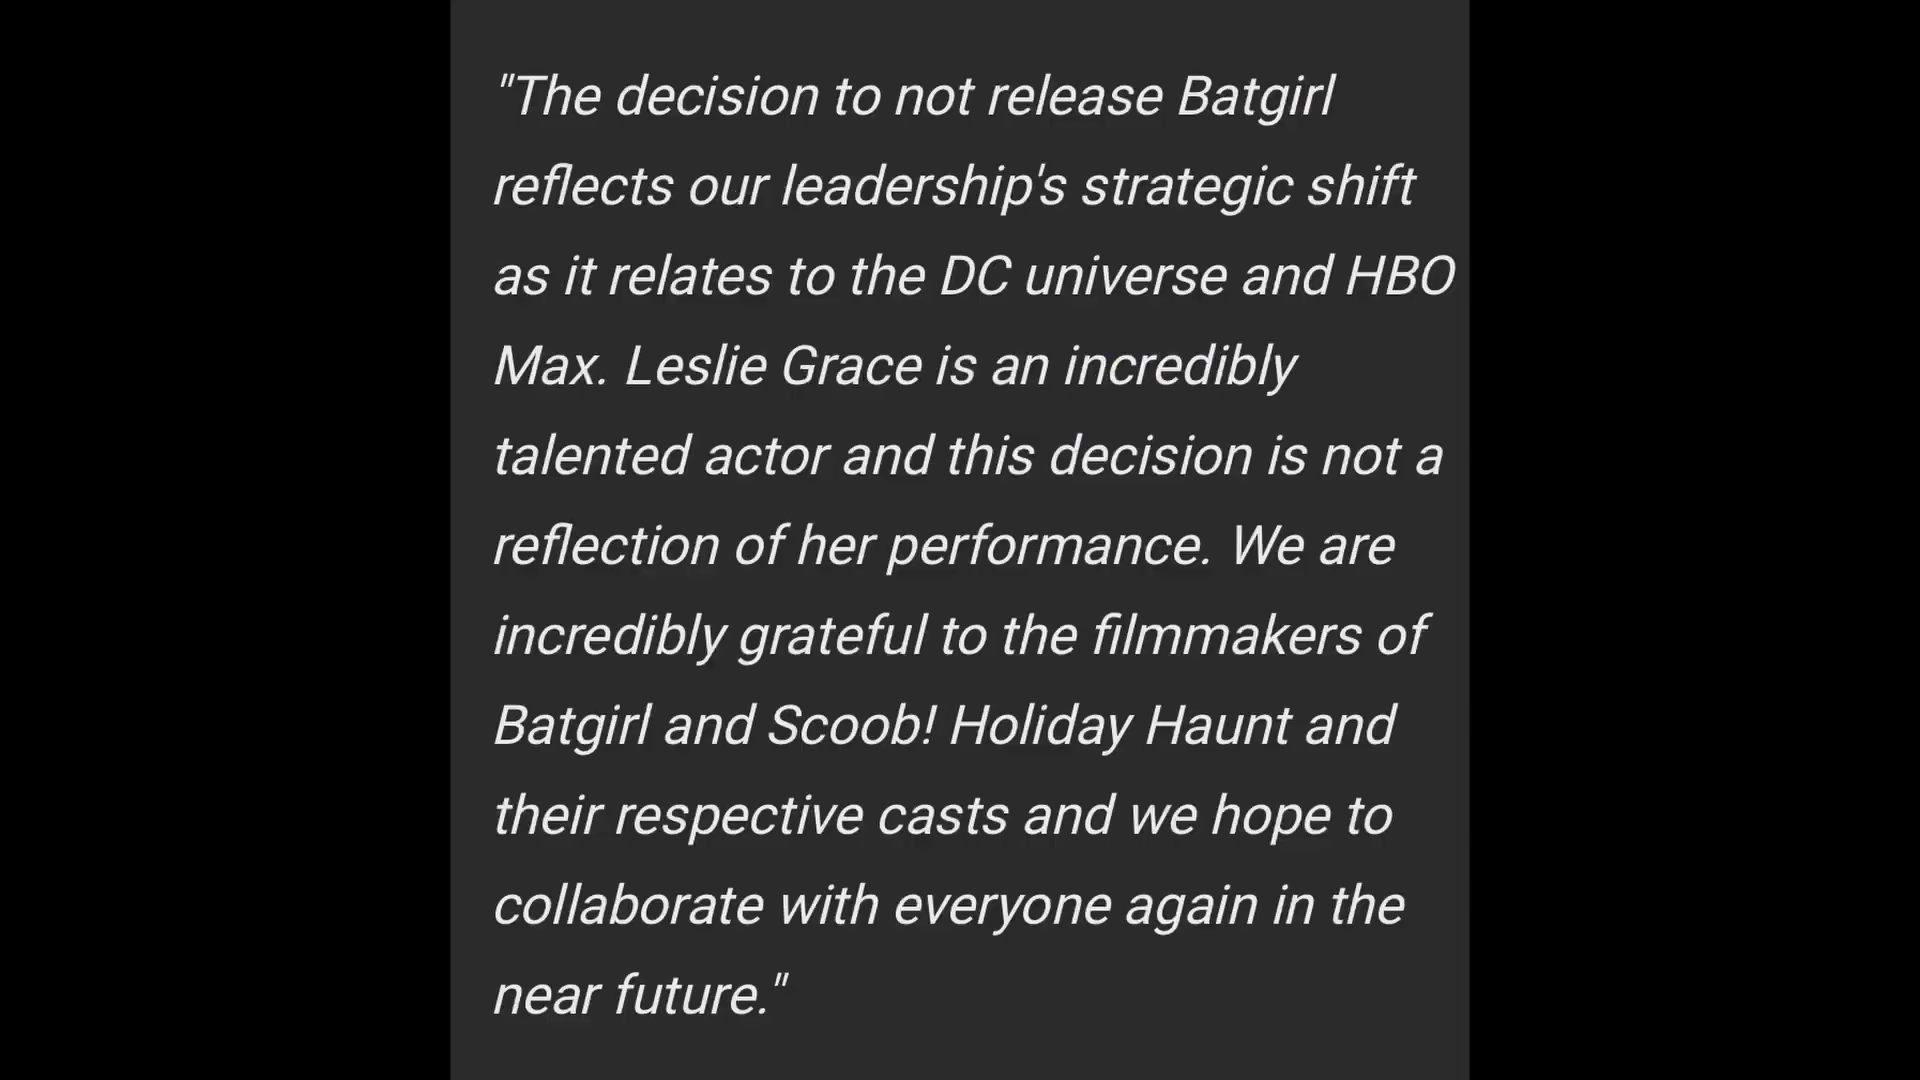 "The decision to not release Batgirl
reflects our leadership's strategic shift
as it relates to the DC universe and HBO
Max. Leslie Grace is an incredibly
talented actor and this decision is not a
reflection of her performance. We are
incredibly grateful to the filmmakers of
Batgirl and Scoob! Holiday Haunt and
their respective casts and we hope to
collaborate with everyone again in the
near future."